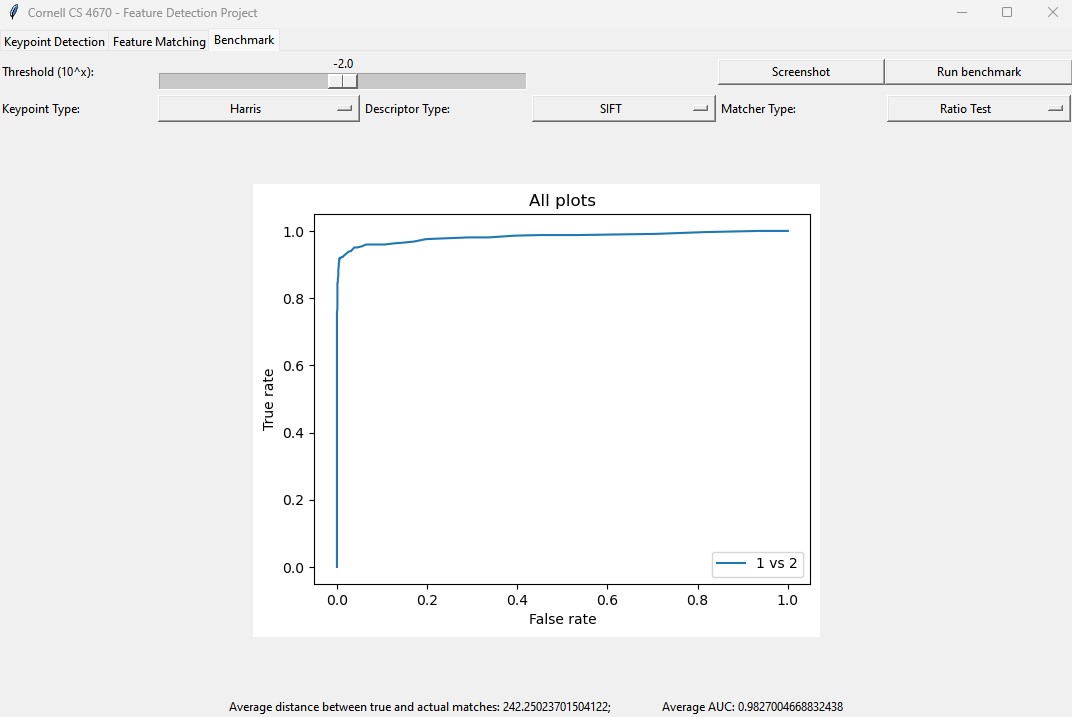 Cornell CS 4670 - Feature Detection Project
Keypoint Detection Feature Matching Benchmark
-2.0
Threshold (10^x): Screenshot Run benchmark
Keypoint Type: Harris Descriptor Type: SIFT Matcher Type: Ratio Test
All plots
1.0
0.8
0.6
0.4
0.2
0.0
True rate
1 vs 2
0.0 0.2 0.4 0.6 0.8 1.0
False rate
Average distance between true and actual matches: 242.25023701504122; Average AUC: 0.9827004668832438